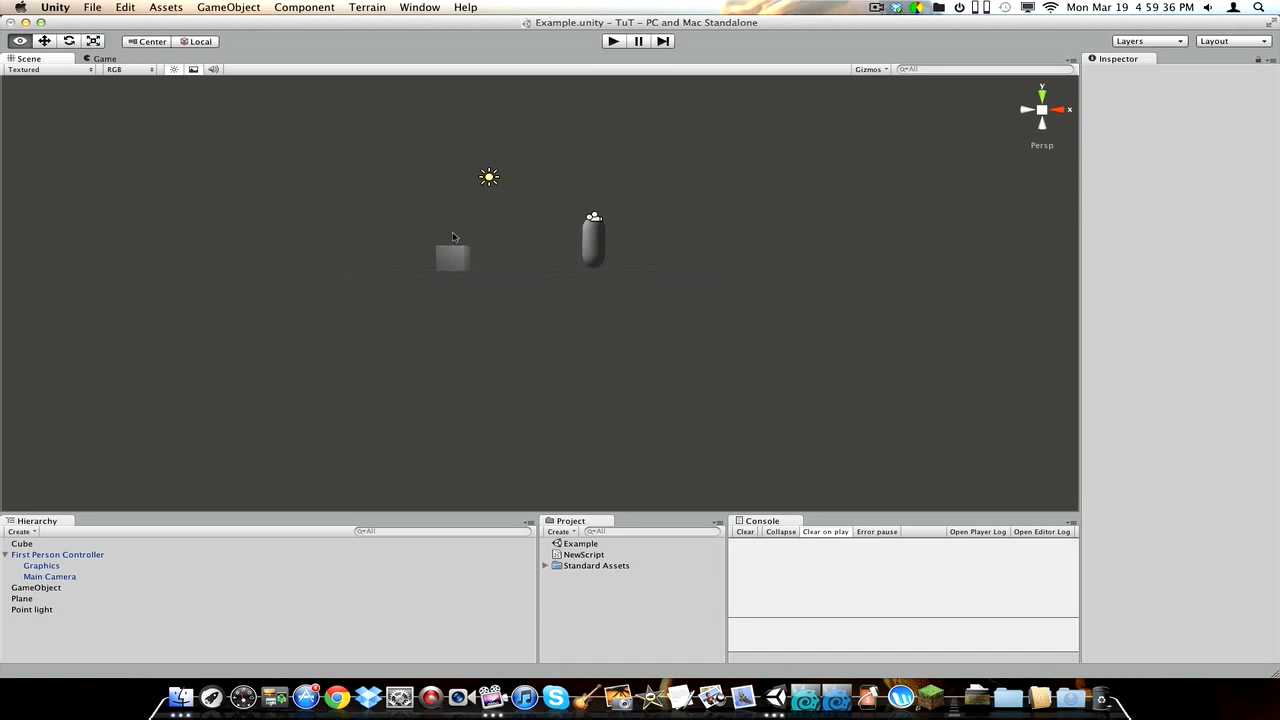 Unity File Edit Assets GameObject Component Terrain Window Help Mon Mar 19 4:59:36 PM
Example.unity – TuT – PC and Mac Standalone
Center Local Layers Layout
Scene Game Inspector
Textured RGB Gizmos All
y
x
Persp
Hierarchy Project Console
Create All Create All Clear Collapse Clear on play Error pause Open Player Log Open Editor Log
Cube Example
First Person Controller NewScript
Graphics Standard Assets
Main Camera
GameObject
Plane
Point light